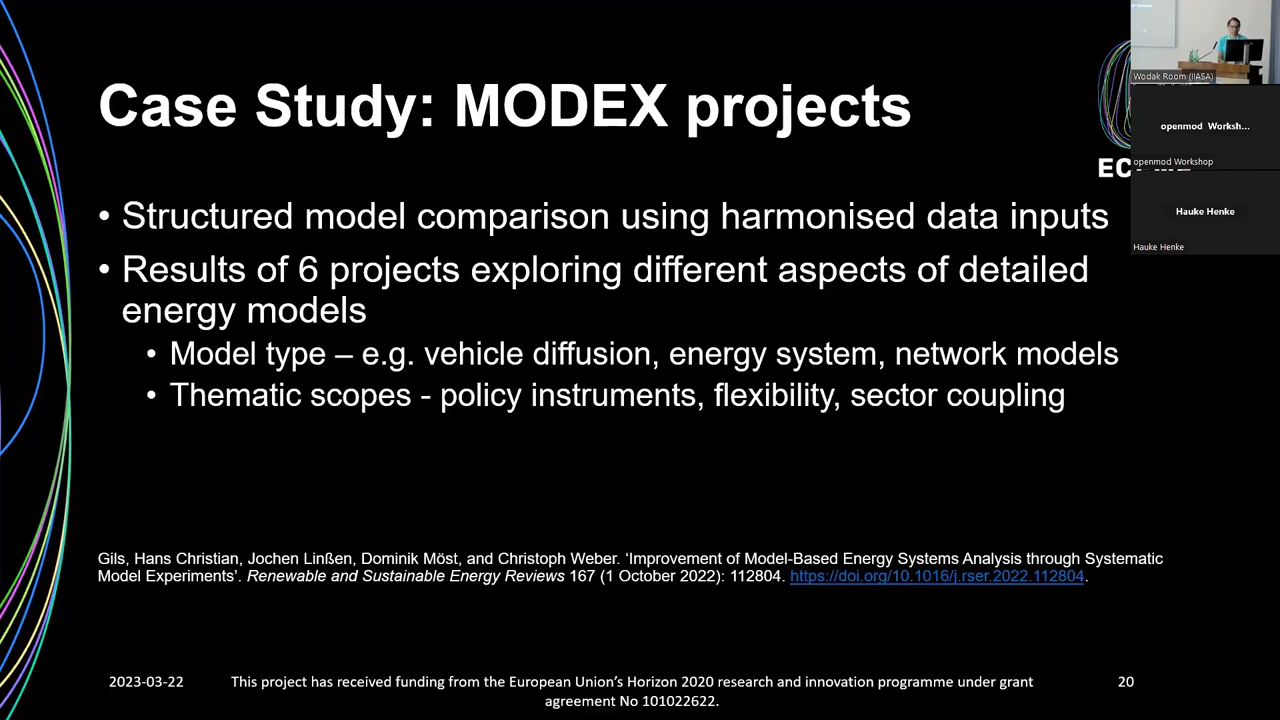 Case Study: MODEX projects
Wodak Room (IIASA)
openmod Worksh...
openmod Workshop
Hauke Henke
Hauke Henke
• Structured model comparison using harmonised data inputs
• Results of 6 projects exploring different aspects of detailed
energy models
• Model type – e.g. vehicle diffusion, energy system, network models
• Thematic scopes - policy instruments, flexibility, sector coupling
Gils, Hans Christian, Jochen Linßen, Dominik Möst, and Christoph Weber. ‘Improvement of Model-Based Energy Systems Analysis through Systematic
Model Experiments’. Renewable and Sustainable Energy Reviews 167 (1 October 2022): 112804. https://doi.org/10.1016/j.rser.2022.112804.
2023-03-22
This project has received funding from the European Union’s Horizon 2020 research and innovation programme under grant
agreement No 101022622.
20